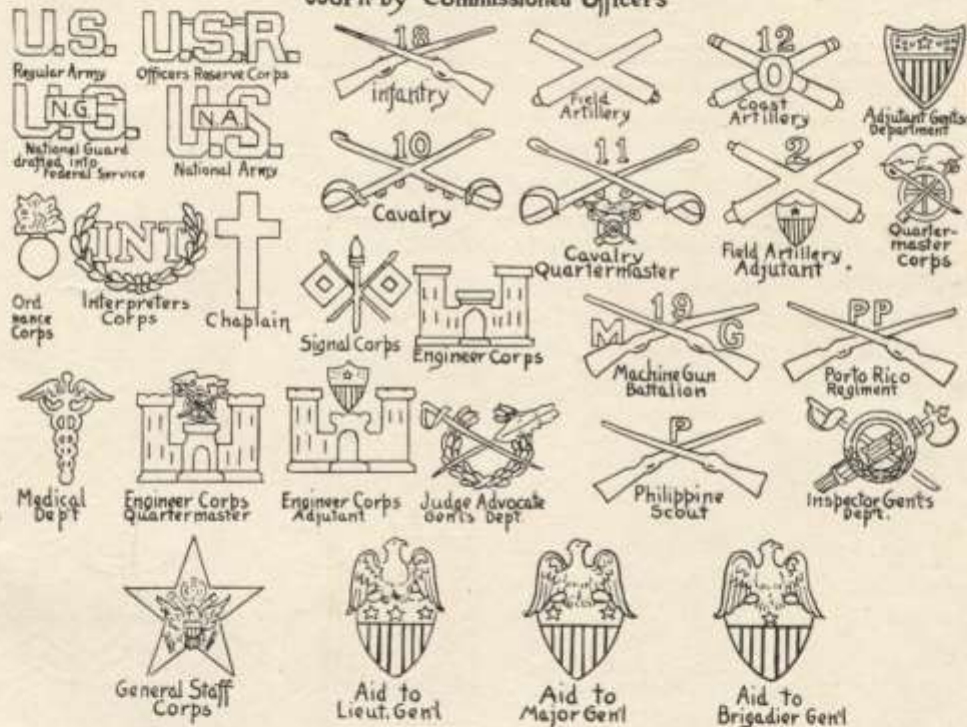 worn by Commissioned Officers
U.S.
Regular Army
U.S.R.
Officers Reserve Corps
18
infantry
Field
Artillery
12
O
Coast
Artillery
Adjutant Gen'ls
Department
N.G.
U.S.
National Guard
drafted into
Federal Service
N.A.
U.S.
National Army
10
Cavalry
11
Cavalry
Quartermaster
2
Field Artillery
Adjutant
Quarter-
master
Corps
Ord
nance
Corps
INT
Interpreters
Corps
Chaplain
Signal Corps
Engineer Corps
19
M G
Machine Gun
Battalion
PP
Porto Rico
Regiment
Medical
Dep't
Engineer Corps
Quartermaster
Engineer Corps
Adjutant
Judge Advocate
Gen'ls Dept.
P
Philippine
Scout
Inspector Gen'ls
Dept.
General Staff
Corps
Aid to
Lieut. Gen'l
Aid to
Major Gen'l
Aid to
Brigadier Gen'l